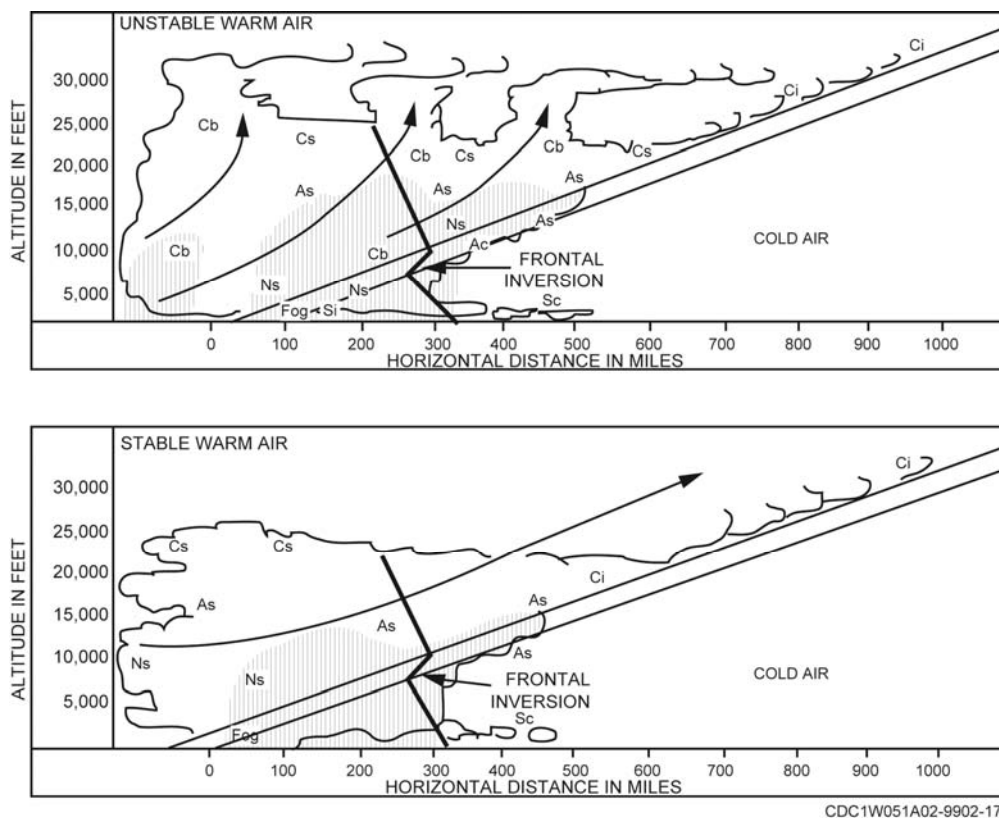 UNSTABLE WARM AIR
ALTITUDE IN FEET
30,000
25,000
20,000
15,000
10,000
5,000
Ci
Ci
Cb
Cs
Cb
Cs
Cb
Cs
As
As
As
Ns
As
Cb
Cb
Ac
COLD AIR
FRONTAL
INVERSION
Ns
Ns
Fog
Si
Sc
0 100 200 300 400 500 600 700 800 900 1000
HORIZONTAL DISTANCE IN MILES
STABLE WARM AIR
ALTITUDE IN FEET
30,000
25,000
20,000
15,000
10,000
5,000
Ci
Cs
Cs
Ci
As
As
As
As
Ns
Ns
COLD AIR
FRONTAL
INVERSION
Fog
Sc
0 100 200 300 400 500 600 700 800 900 1000
HORIZONTAL DISTANCE IN MILES
CDC1W051A02-9902-17